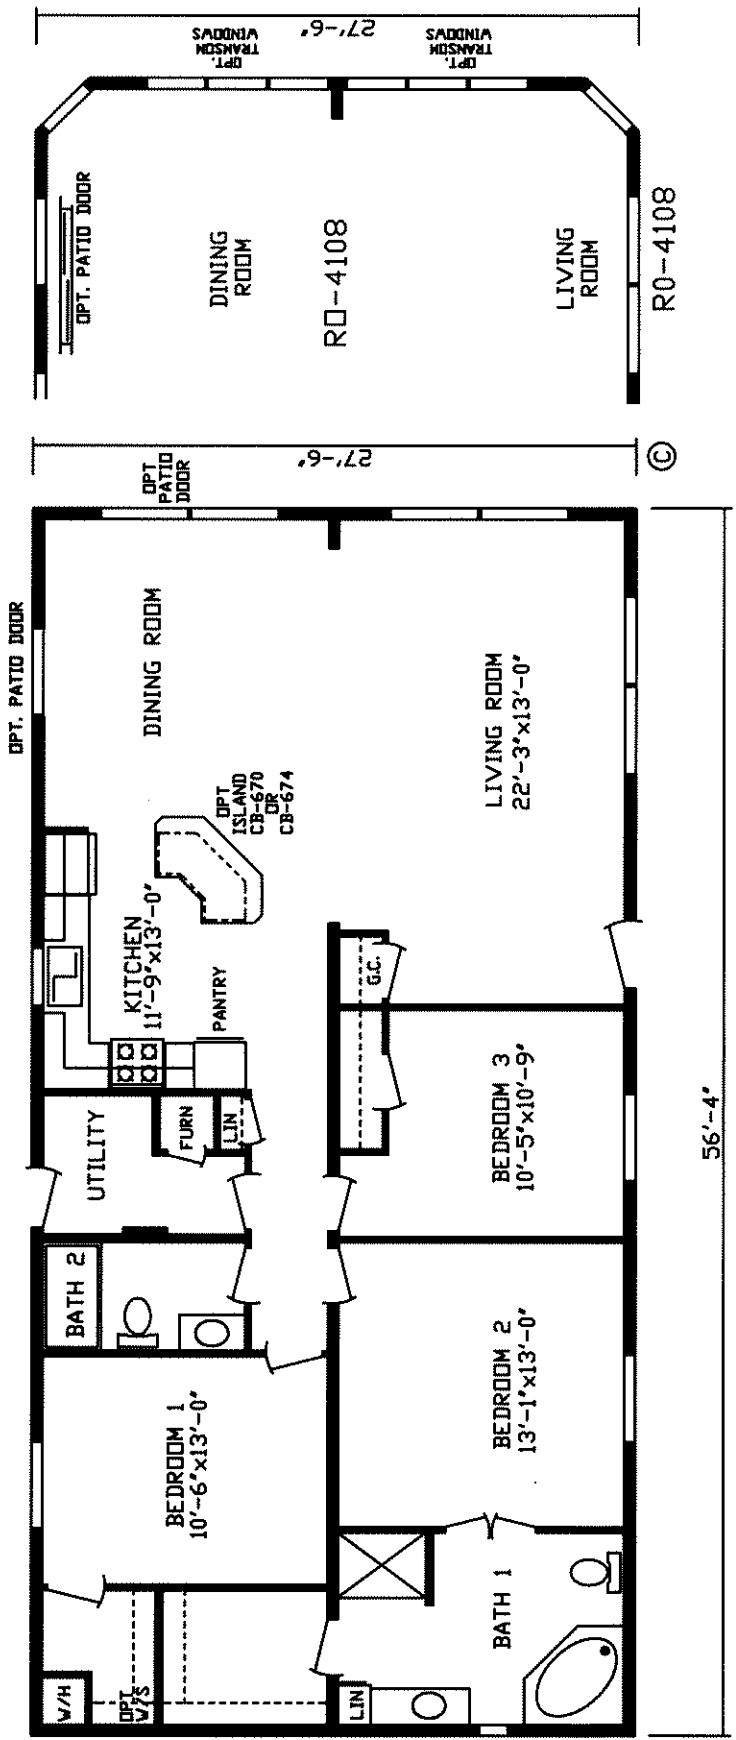 27'-6"
OPT.
TRANSOM
WINDOWS
OPT.
TRANSOM
WINDOWS
OPT. PATIO DOOR
DINING
ROOM
RO-4108
LIVING
ROOM
RO-4108
27'-6"
©
OPT
PATIO
DOOR
OPT. PATIO DOOR
DINING ROOM
LIVING ROOM
22'-3"x13'-0"
OPT
ISLAND
CB-670
OR
CB-674
KITCHEN
11'-9"x13'-0"
PANTRY
G.C.
UTILITY
FURN
LIN
BEDROOM 3
10'-5"x10'-9"
56'-4"
BATH 2
BEDROOM 2
13'-1"x13'-0"
BEDROOM 1
10'-6"x13'-0"
BATH 1
W/H
OPT
W/S
LIN